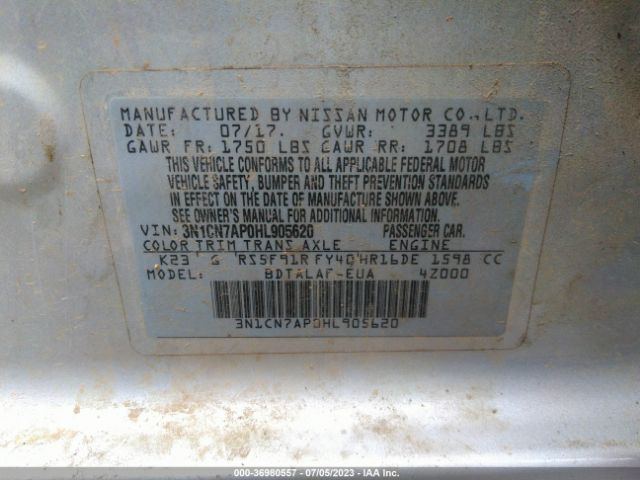 MANUFACTURED BY NISSAN MOTOR CO.,LTD.
DATE: 07/17. GVWR: 3389 LBS
GAWR FR: 1750 LBS GAWR RR: 1708 LBS
THIS VEHICLE CONFORMS TO ALL APPLICABLE FEDERAL MOTOR
VEHICLE SAFETY, BUMPER AND THEFT PREVENTION STANDARDS
IN EFFECT ON THE DATE OF MANUFACTURE SHOWN ABOVE.
SEE OWNER'S MANUAL FOR ADDITIONAL INFORMATION.
VIN: 3N1CN7AP0HL905620 PASSENGER CAR.
COLOR TRIM TRANS AXLE ENGINE
K23 G RS5F91R FY40 HR16DE 1598 CC
MODEL: BDTALAF-EUA 4Z000
3N1CN7AP0HL905620
000-36980557 - 07/05/2023 - IAA Inc.